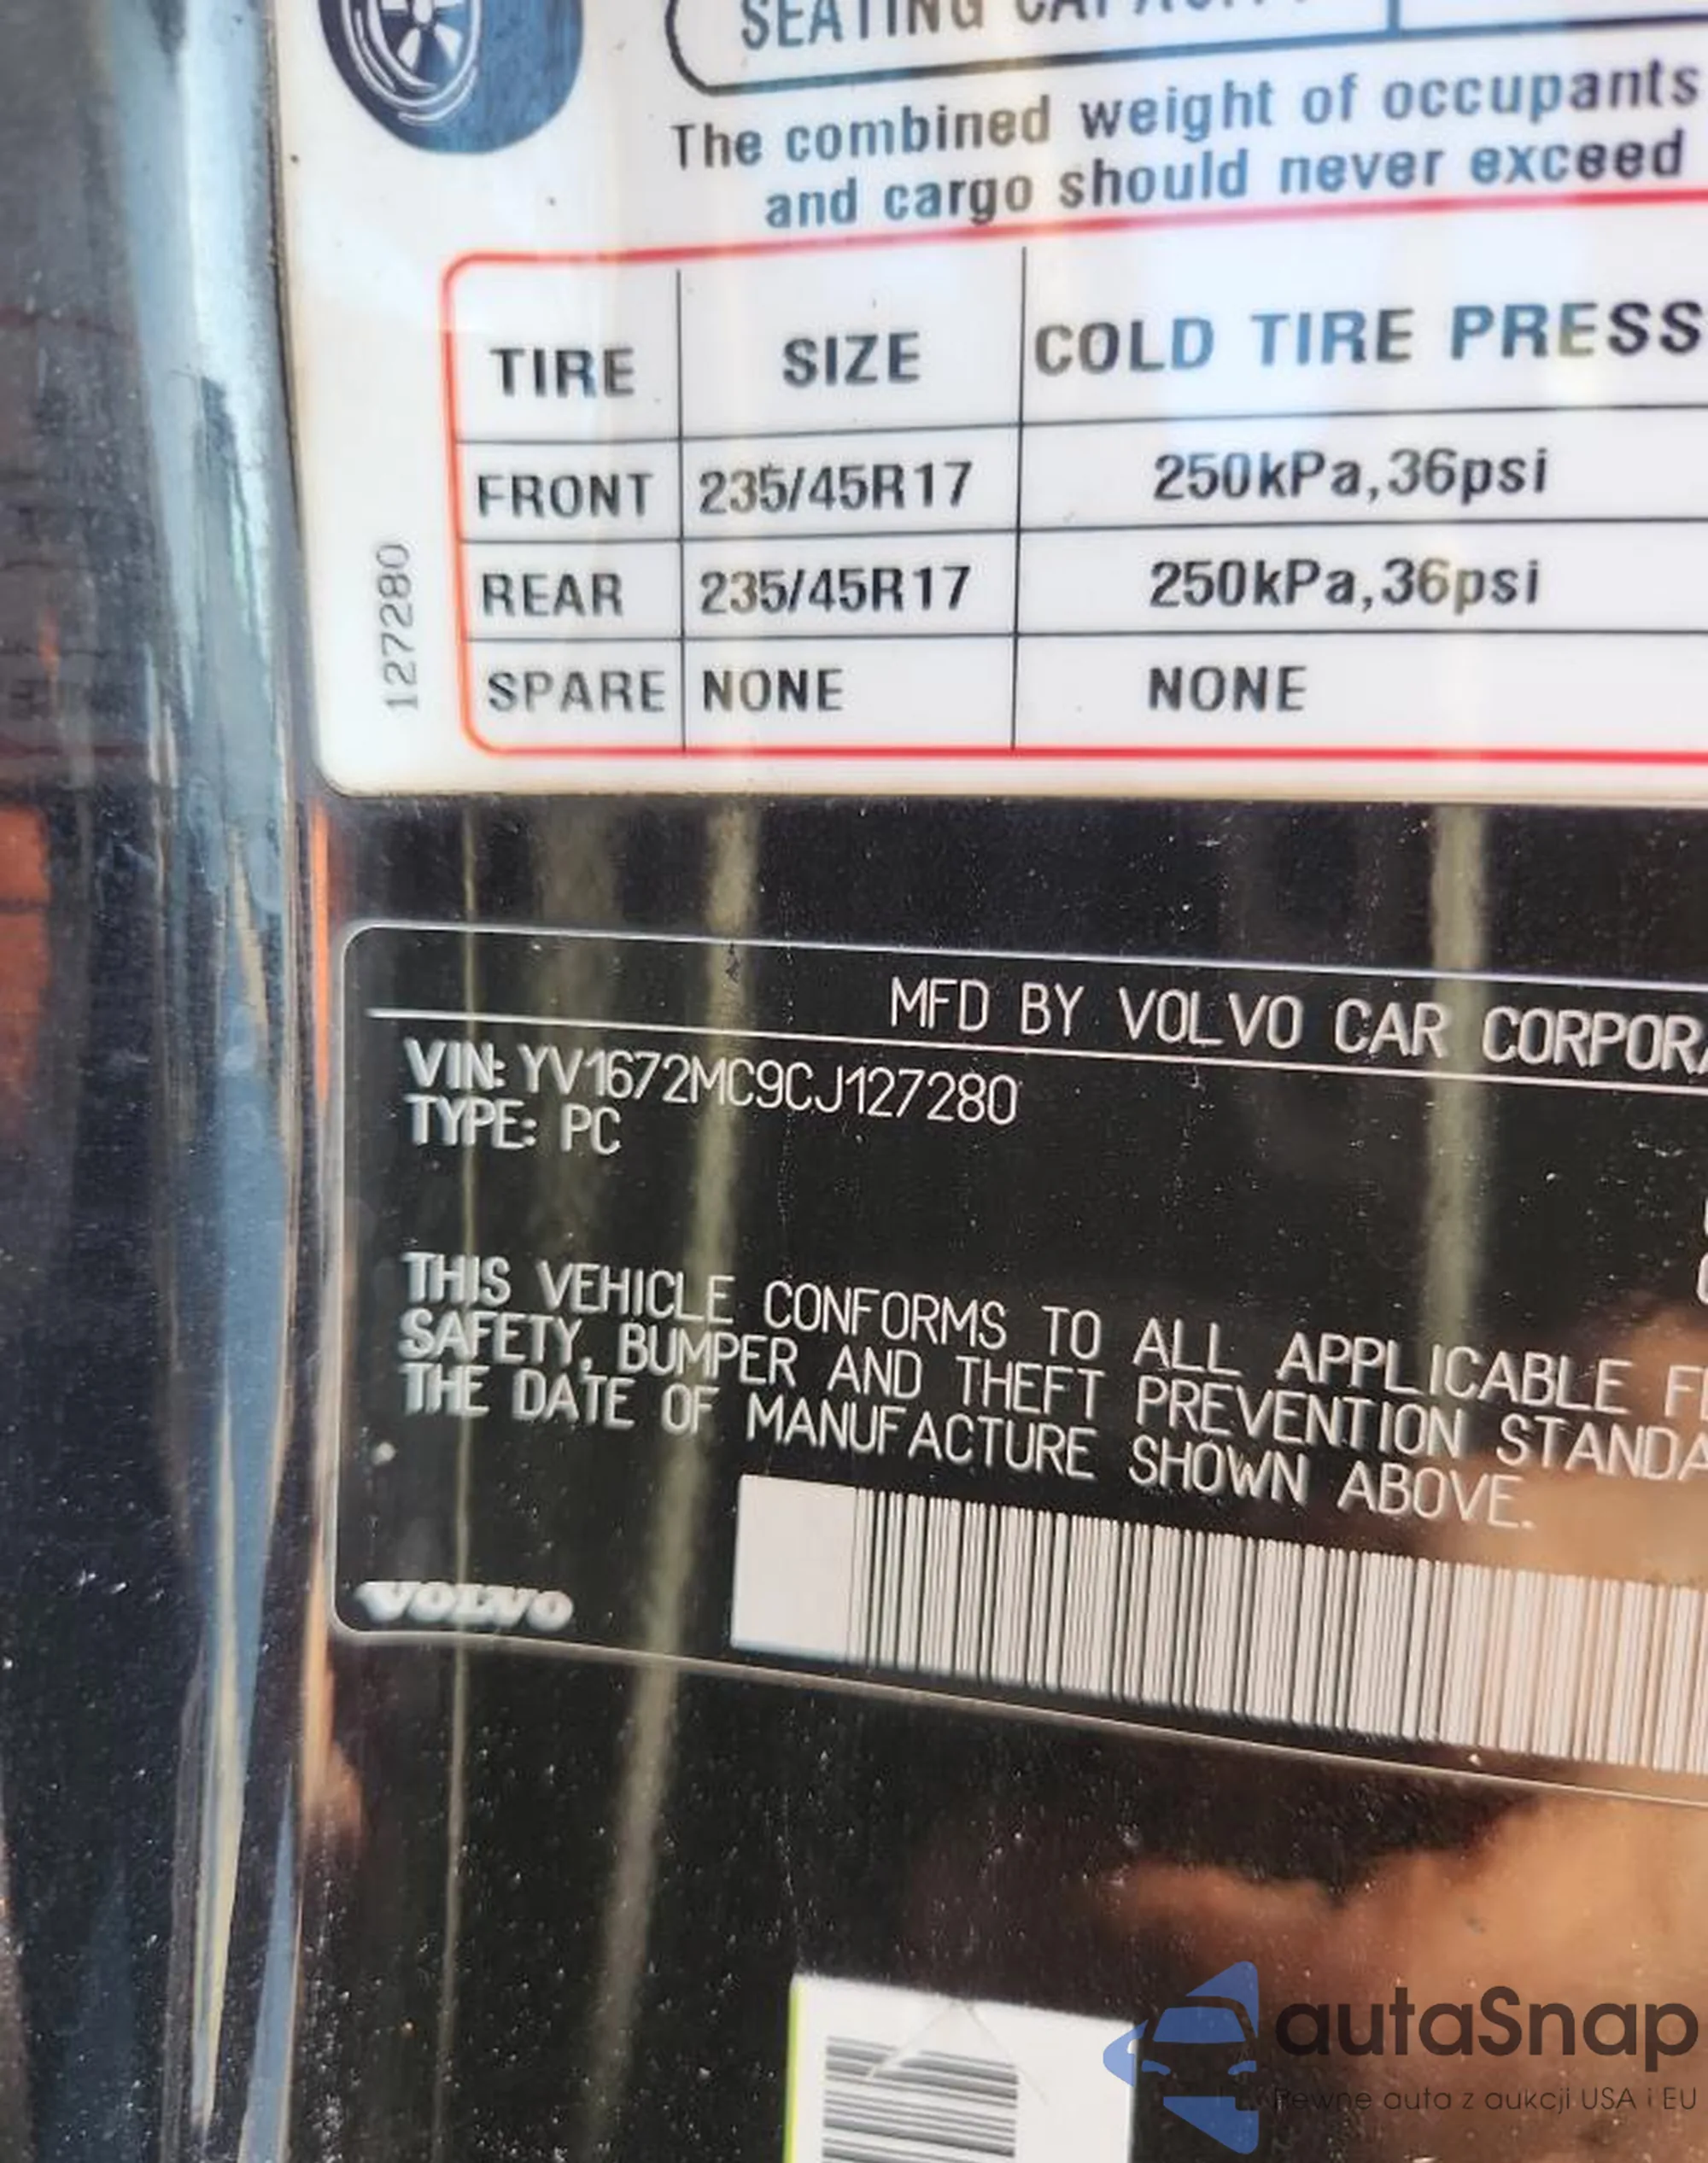 SEATING CAPACITY
The combined weight of occupants
and cargo should never exceed
TIRE SIZE COLD TIRE PRESS
FRONT 235/45R17 250kPa,36psi
REAR 235/45R17 250kPa,36psi
SPARE NONE NONE
127280
MFD BY VOLVO CAR CORPORA
VIN: YV1672MC9CJ127280
TYPE: PC
THIS VEHICLE CONFORMS TO ALL APPLICABLE FE
SAFETY, BUMPER AND THEFT PREVENTION STANDA
THE DATE OF MANUFACTURE SHOWN ABOVE.
VOLVO
autaSnap
Pewne auta z aukcji USA i EU